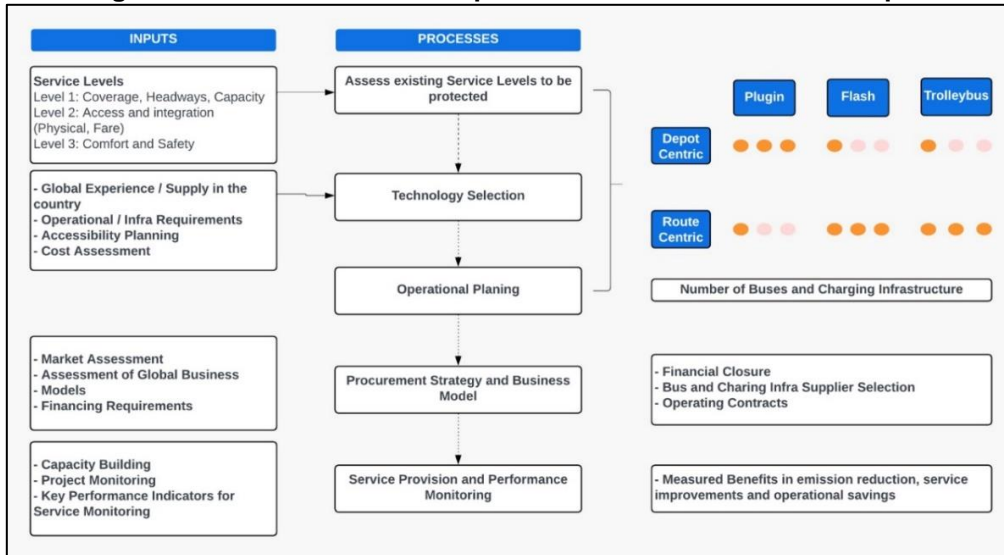 INPUTS
PROCESSES
Service Levels
Level 1: Coverage, Headways, Capacity
Level 2: Access and integration
(Physical, Fare)
Level 3: Comfort and Safety
Assess existing Service Levels to be
protected
Plugin
Flash
Trolleybus
Depot
Centric
- Global Experience / Supply in the
country
- Operational / Infra Requirements
- Accessibility Planning
- Cost Assessment
Technology Selection
Route
Centric
Operational Planing
Number of Buses and Charging Infrastructure
- Market Assessment
- Assessment of Global Business
- Models
- Financing Requirements
Procurement Strategy and Business
Model
- Financial Closure
- Bus and Charing Infra Supplier Selection
- Operating Contracts
- Capacity Building
- Project Monitoring
- Key Performance Indicators for
Service Monitoring
Service Provision and Performance
Monitoring
- Measured Benefits in emission reduction, service
improvements and operational savings